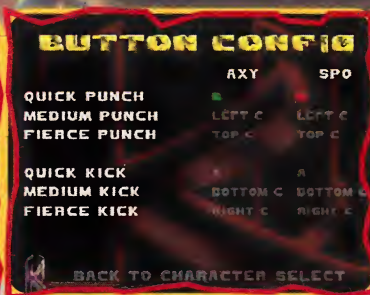 BUTTON CONFIG
AXY SPO
QUICK PUNCH
MEDIUM PUNCH LEFT C LEFT C
FIERCE PUNCH TOP C TOP C
QUICK KICK A
MEDIUM KICK BOTTOM C BOTTOM C
FIERCE KICK RIGHT C RIGHT C
BACK TO CHARACTER SELECT